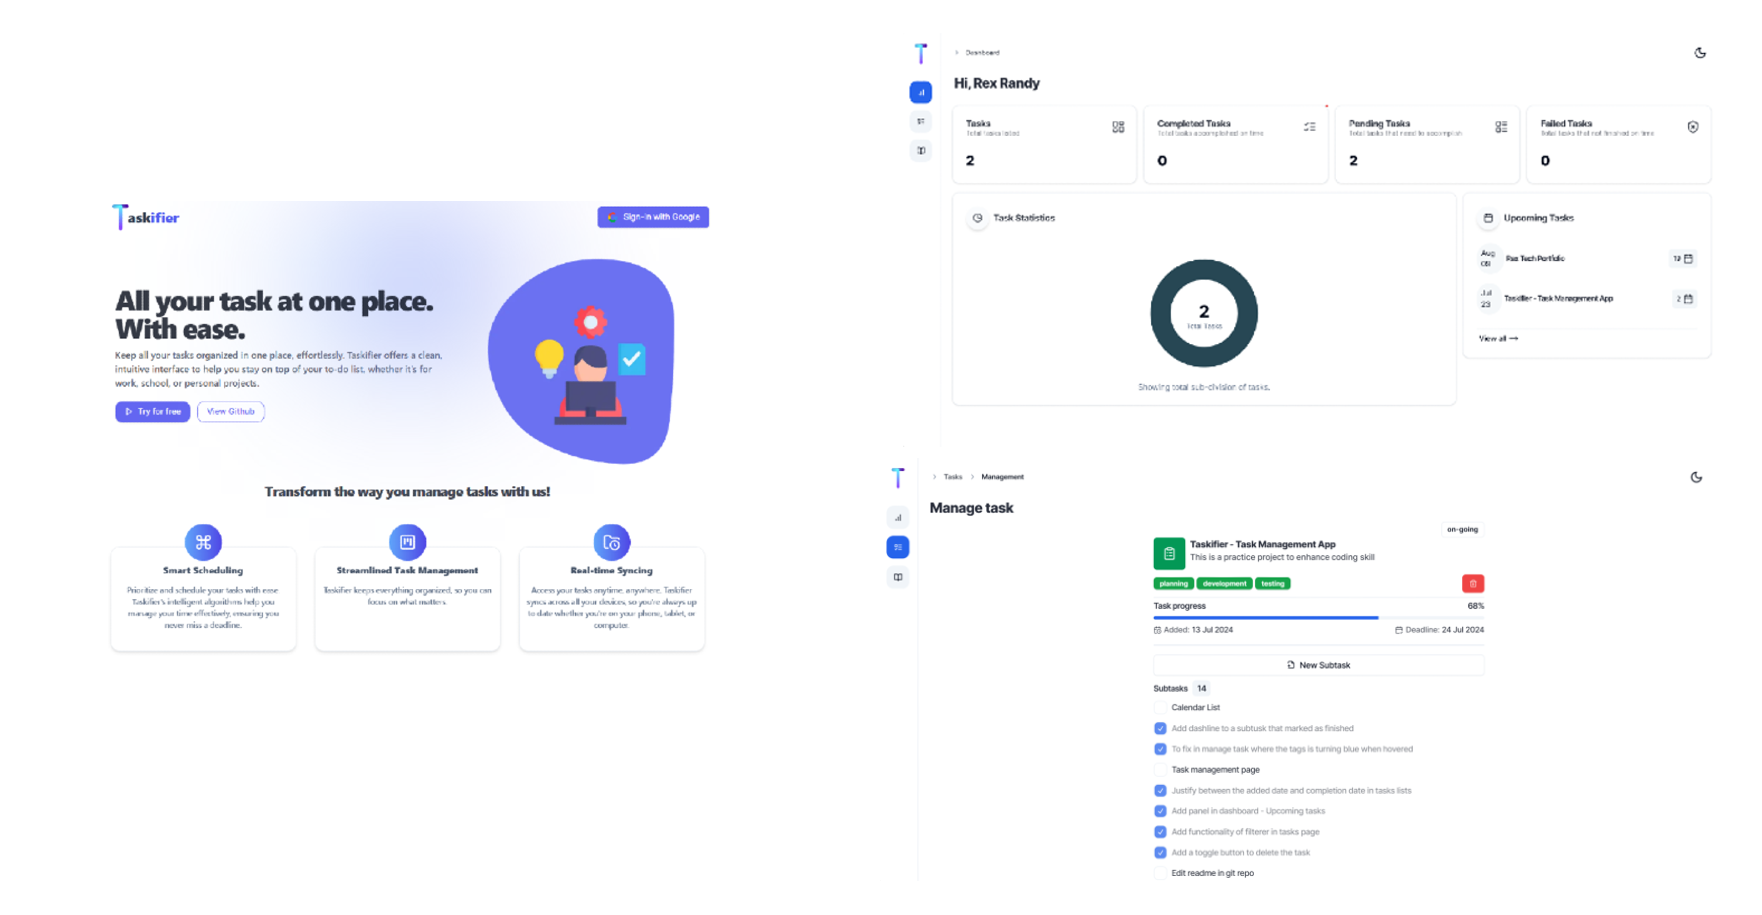 Taskifier
Sign-in with Google
All your task at one place.
With ease.
Keep all your tasks organized in one place, effortlessly. Taskifier offers a clean,
intuitive interface to help you stay on top of your to-do list, whether it's for
work, school, or personal projects.
Try for free
View Github
Transform the way you manage tasks with us!
Smart Scheduling
Prioritize and schedule your tasks with ease
Taskifier's intelligent algorithms help you
manage your time effectively, ensuring you
never miss a deadline.
Streamlined Task Management
Taskifier keeps everything organized, so you can
focus on what matters.
Real-time Syncing
Access your tasks anytime, anywhere. Taskifier
syncs across all your devices, so you're always up
to date whether you're on your phone, tablet, or
computer.
T
Dashboard
Hi, Rex Randy
Tasks
Total tasks listed
2
Completed Tasks
Total tasks accomplished on time
0
Pending Tasks
Total tasks that need to accomplish
2
Failed Tasks
Total tasks that not finished on time
0
Task Statistics
2
Total Tasks
Showing total sub-division of tasks.
Upcoming Tasks
Aug
Rex Tech Portfolio
Jul
23
Taskifier - Task Management App
2
View all →
T
Tasks
Management
Manage task
on-going
Taskifier - Task Management App
This is a practice project to enhance coding skill
planning
development
testing
Task progress
68%
Added: 13 Jul 2024
Deadline: 24 Jul 2024
New Subtask
Subtasks
14
Calendar List
Add dashline to a subtusk that marked as finished
To fix in manage task where the tags is turning blue when hovered
Task management page
Justify between the added date and completion date in tasks lists
Add panel in dashboard - Upcoming tasks
Add functionality of filterer in tasks page
Add a toggle button to delete the task
Edit readme in git repo